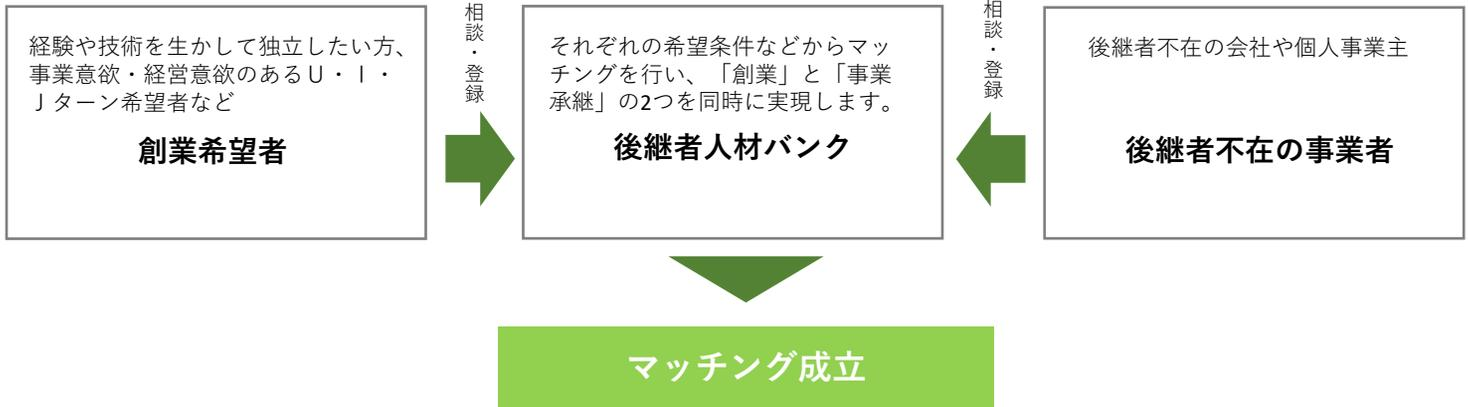 経験や技術を生かして独立したい方、
事業意欲・経営意欲のあるＵ・Ｉ・
Ｊターン希望者など
創業希望者
相談・登録
それぞれの希望条件などからマッ
チングを行い、「創業」と「事業
承継」の2つを同時に実現します。
後継者人材バンク
相談・登録
後継者不在の会社や個人事業主
後継者不在の事業者
マッチング成立